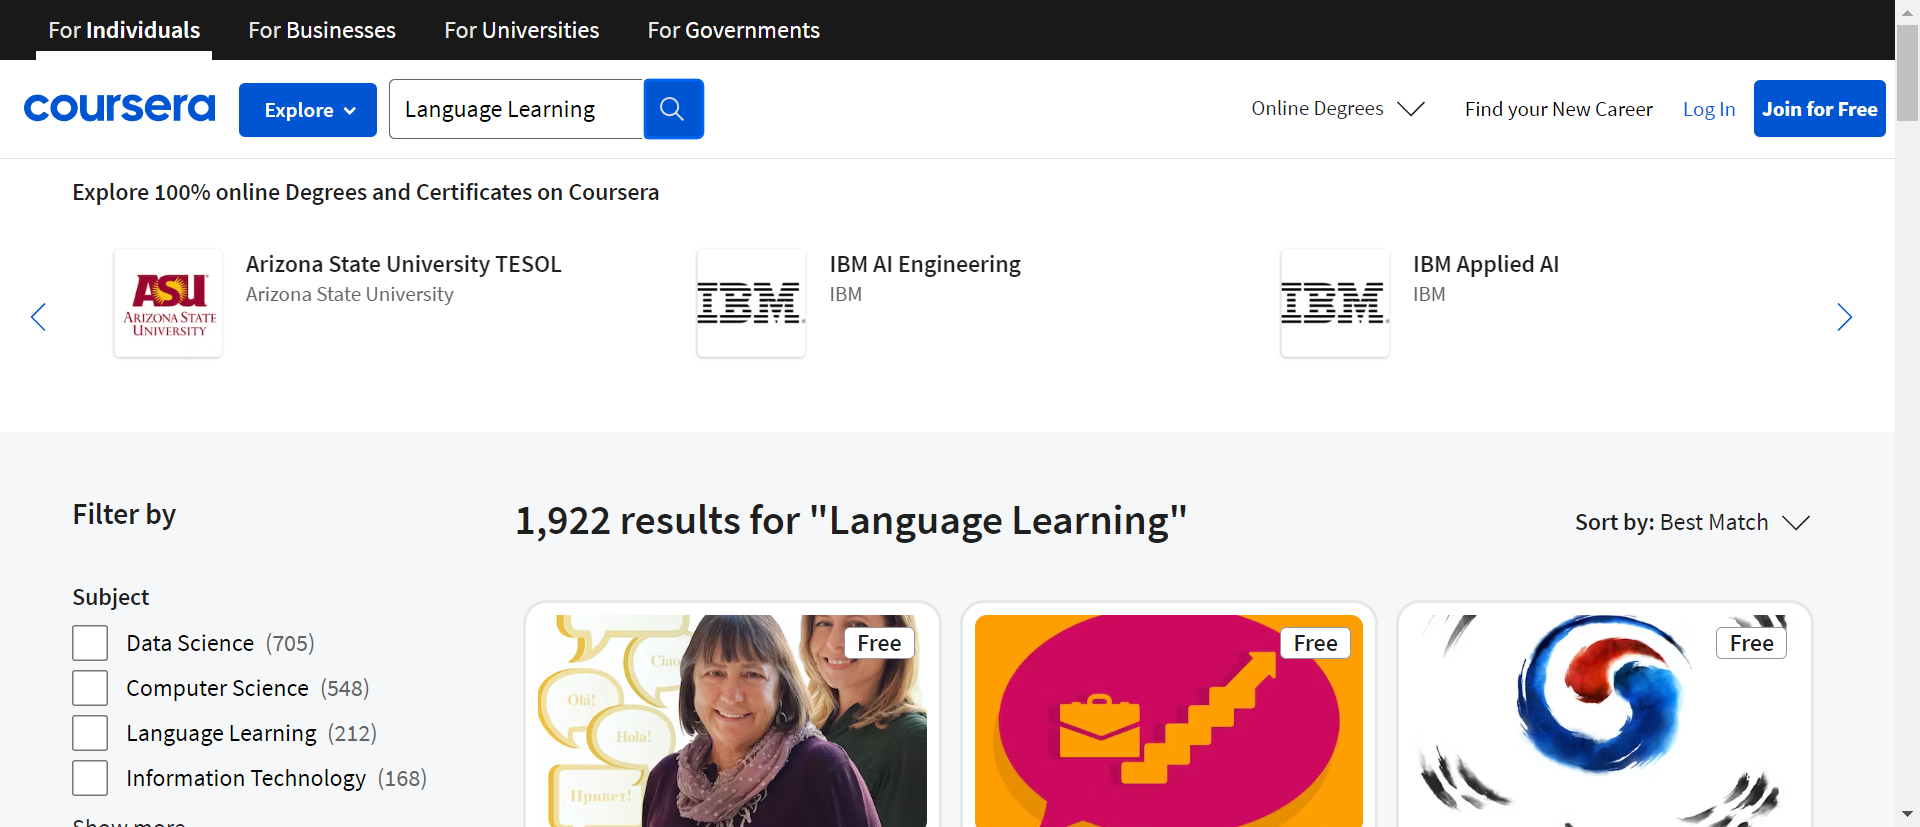 For Individuals
For Businesses
For Universities
For Governments
coursera
Explore
Language Learning
Online Degrees
Find your New Career
Log In
Join for Free
Explore 100% online Degrees and Certificates on Coursera
ASU
ARIZONA STATE
UNIVERSITY
Arizona State University TESOL
Arizona State University
IBM
IBM AI Engineering
IBM
IBM
IBM Applied AI
IBM
Filter by
1,922 results for "Language Learning"
Sort by: Best Match
Subject
Data Science (705)
Computer Science (548)
Language Learning (212)
Information Technology (168)
Show more
Free
Ciao
Olá!
Hola!
Привет!
Free
Free